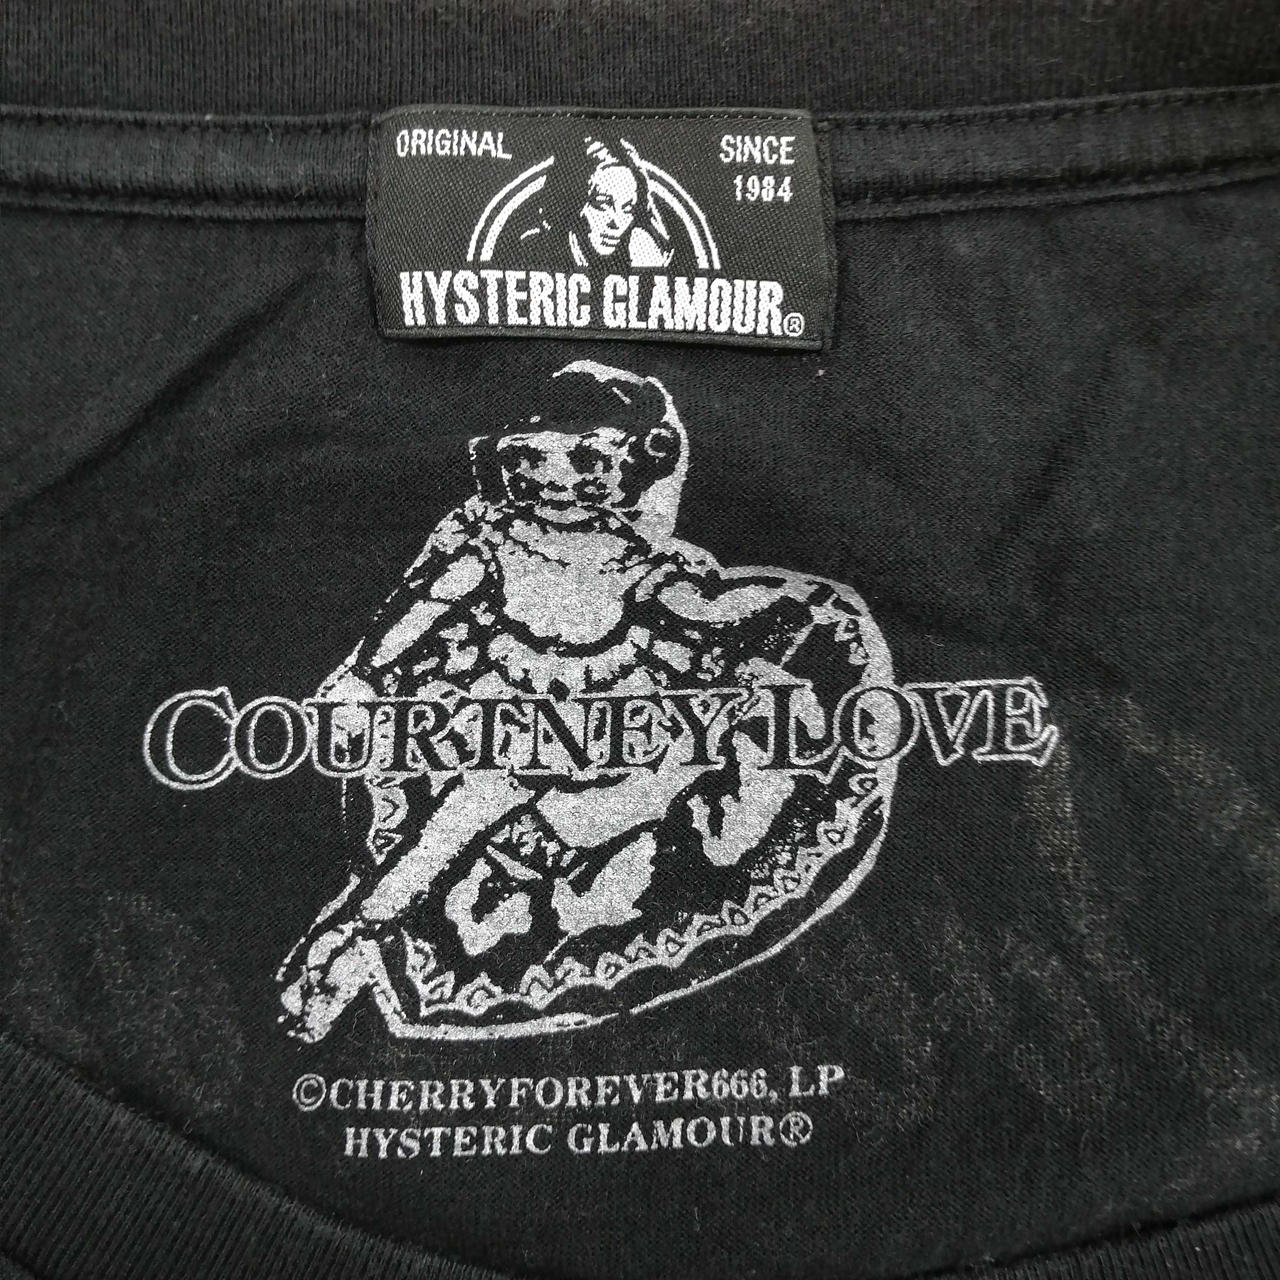 ORIGINAL
SINCE
1984
HYSTERIC GLAMOUR®
COURTNEY LOVE
©CHERRYFOREVER666, LP
HYSTERIC GLAMOUR®